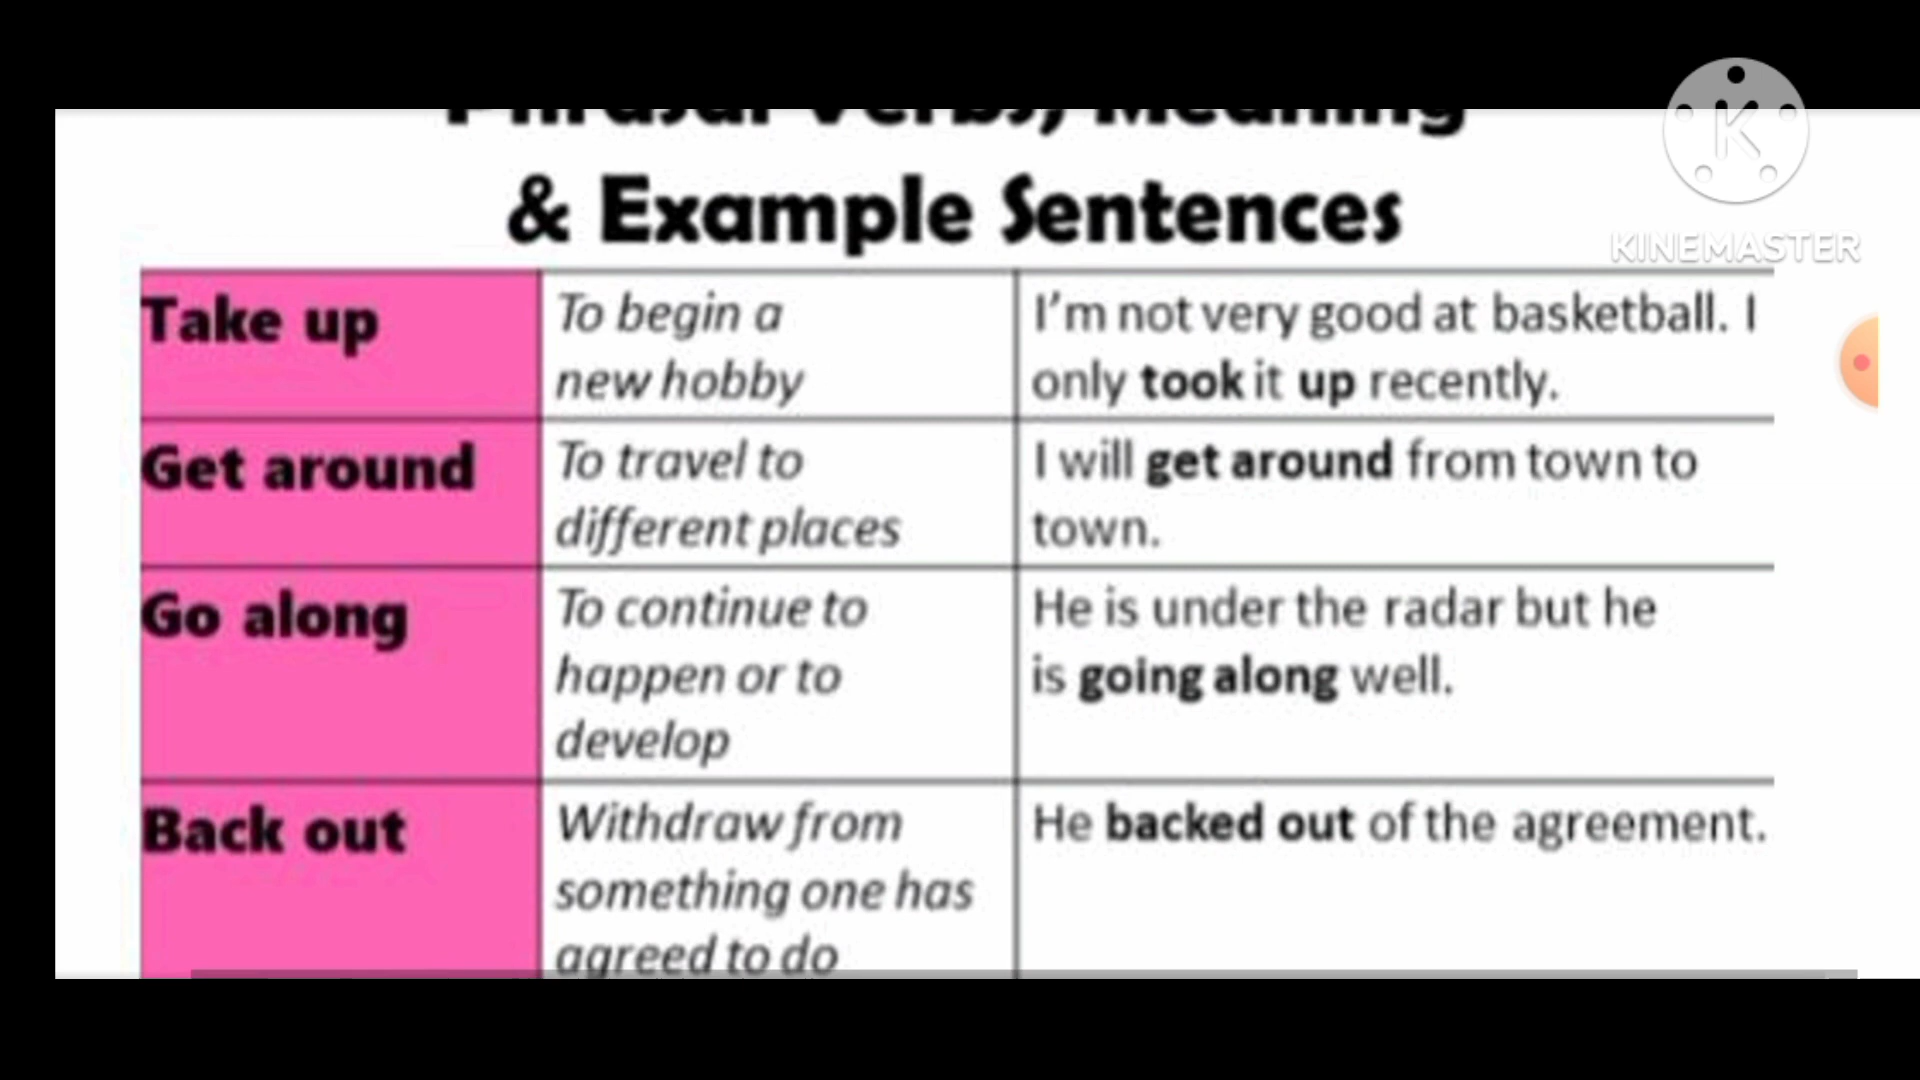 Phrasal Verbs, Meaning
& Example Sentences
K
KINEMASTER
Take up
To begin a
new hobby
I'm not very good at basketball. I
only took it up recently.
Get around
To travel to
different places
I will get around from town to
town.
Go along
To continue to
happen or to
develop
He is under the radar but he
is going along well.
Back out
Withdraw from
something one has
agreed to do
He backed out of the agreement.